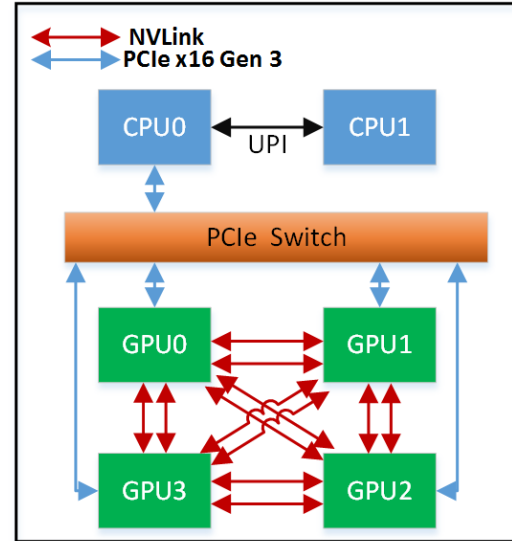 NVLink
PCIe x16 Gen 3
CPU0
UPI
CPU1
PCIe Switch
GPU0
GPU1
GPU3
GPU2